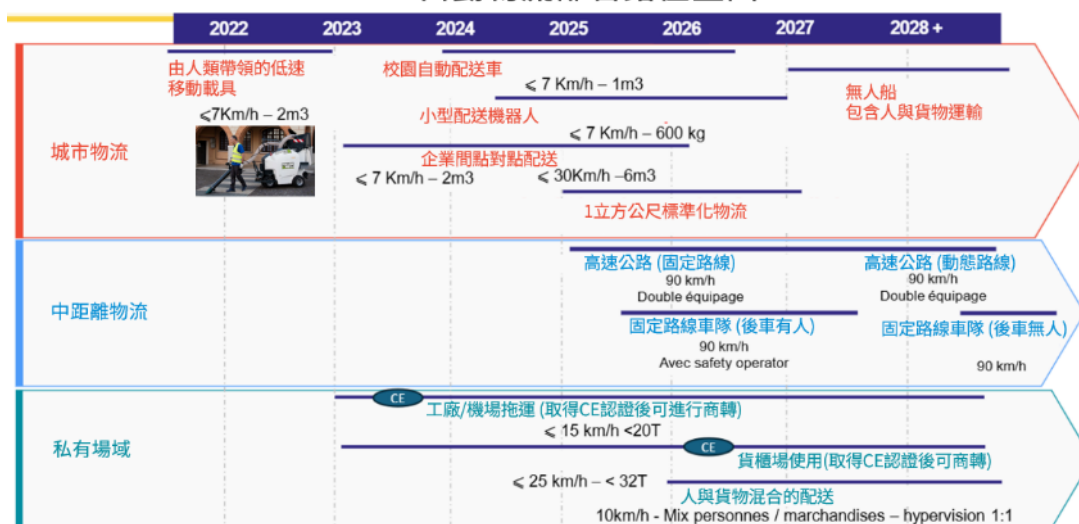 2022 2023 2024 2025 2026 2027 2028 +
城市物流
由人類帶領的低速
移動載具
⩽7Km/h – 2m3
校園自動配送車
⩽ 7 Km/h – 1m3
小型配送機器人
⩽ 7 Km/h – 600 kg
企業間點對點配送
⩽ 7 Km/h – 2m3
⩽ 30Km/h –6m3
1立方公尺標準化物流
無人船
包含人與貨物運輸
中距離物流
高速公路 (固定路線)
90 km/h
Double équipage
高速公路 (動態路線)
90 km/h
Double équipage
固定路線車隊 (後車有人)
90 km/h
Avec safety operator
固定路線車隊 (後車無人)
90 km/h
私有場域
CE
工廠/機場拖運 (取得CE認證後可進行商轉)
⩽ 15 km/h <20T
CE
貨櫃場使用(取得CE認證後可商轉)
⩽ 25 km/h – < 32T
人與貨物混合的配送
10km/h - Mix personnes / marchandises – hypervision 1:1